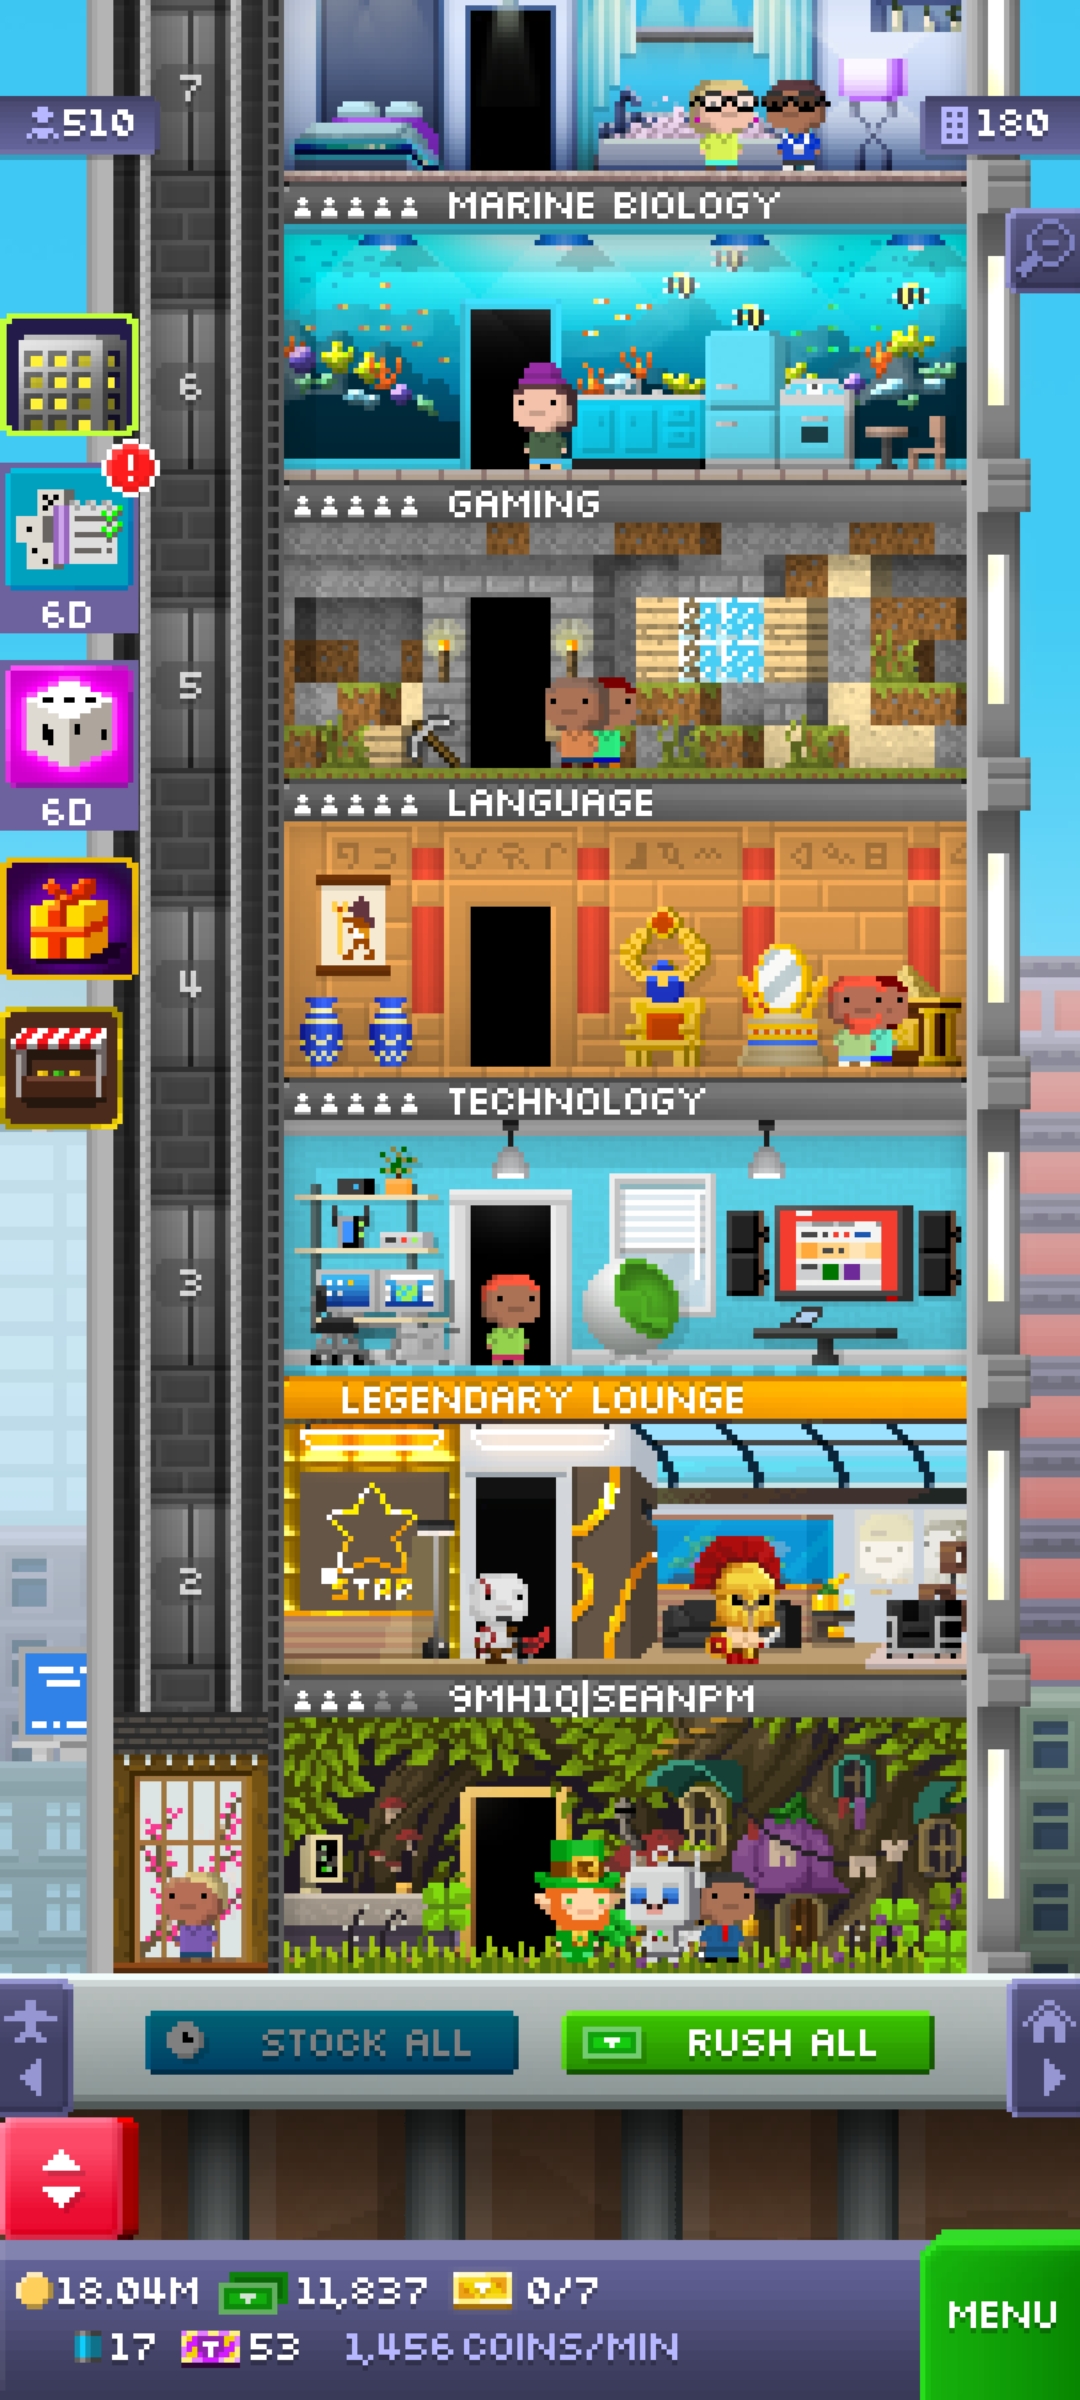 7
510
180
MARINE BIOLOGY
6
GAMING
6D
5
6D
LANGUAGE
4
TECHNOLOGY
3
LEGENDARY LOUNGE
STAR
2
9MH1Q|SEANPM
STOCK ALL
RUSH ALL
18.04M 11,837 0/7
MENU
17 53 1,456 COINS/MIN